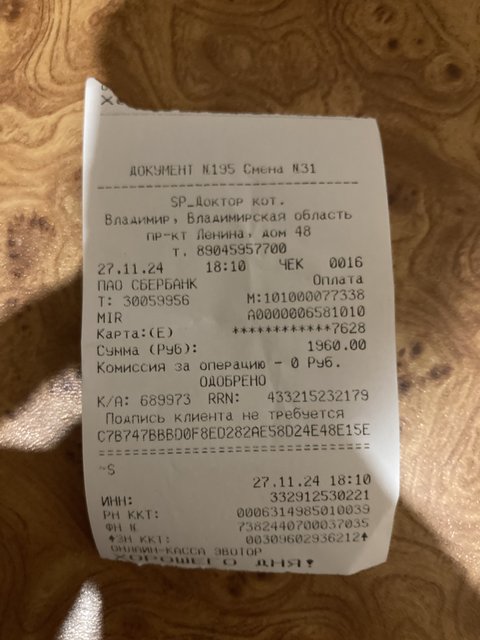 ДОКУМЕНТ N195 Смена N31
SP_Доктор кот.
Владимир, Владимирская область
пр-кт Ленина, дом 48
т. 89045957700
27.11.24 18:10 ЧЕК 0016
ПАО СБЕРБАНК Оплата
Т: 30059956 М:101000077338
MIR A0000006581010
Карта:(E) ************7628
Сумма (Руб): 1960.00
Комиссия за операцию - 0 Руб.
ОДОБРЕНО
К/А: 689973 RRN: 433215232179
Подпись клиента не требуется
C7B747BBBD0F8ED282AE58D24E48E15E
~S
27.11.24 18:10
ИНН: 332912530221
РН ККТ: 0006314985010039
ФН N 7382440700037035
↑ЗН ККТ: 00309602936212↑
ОНЛАЙН-КАССА ЭВОТОР
ХОРОШЕГО ДНЯ!